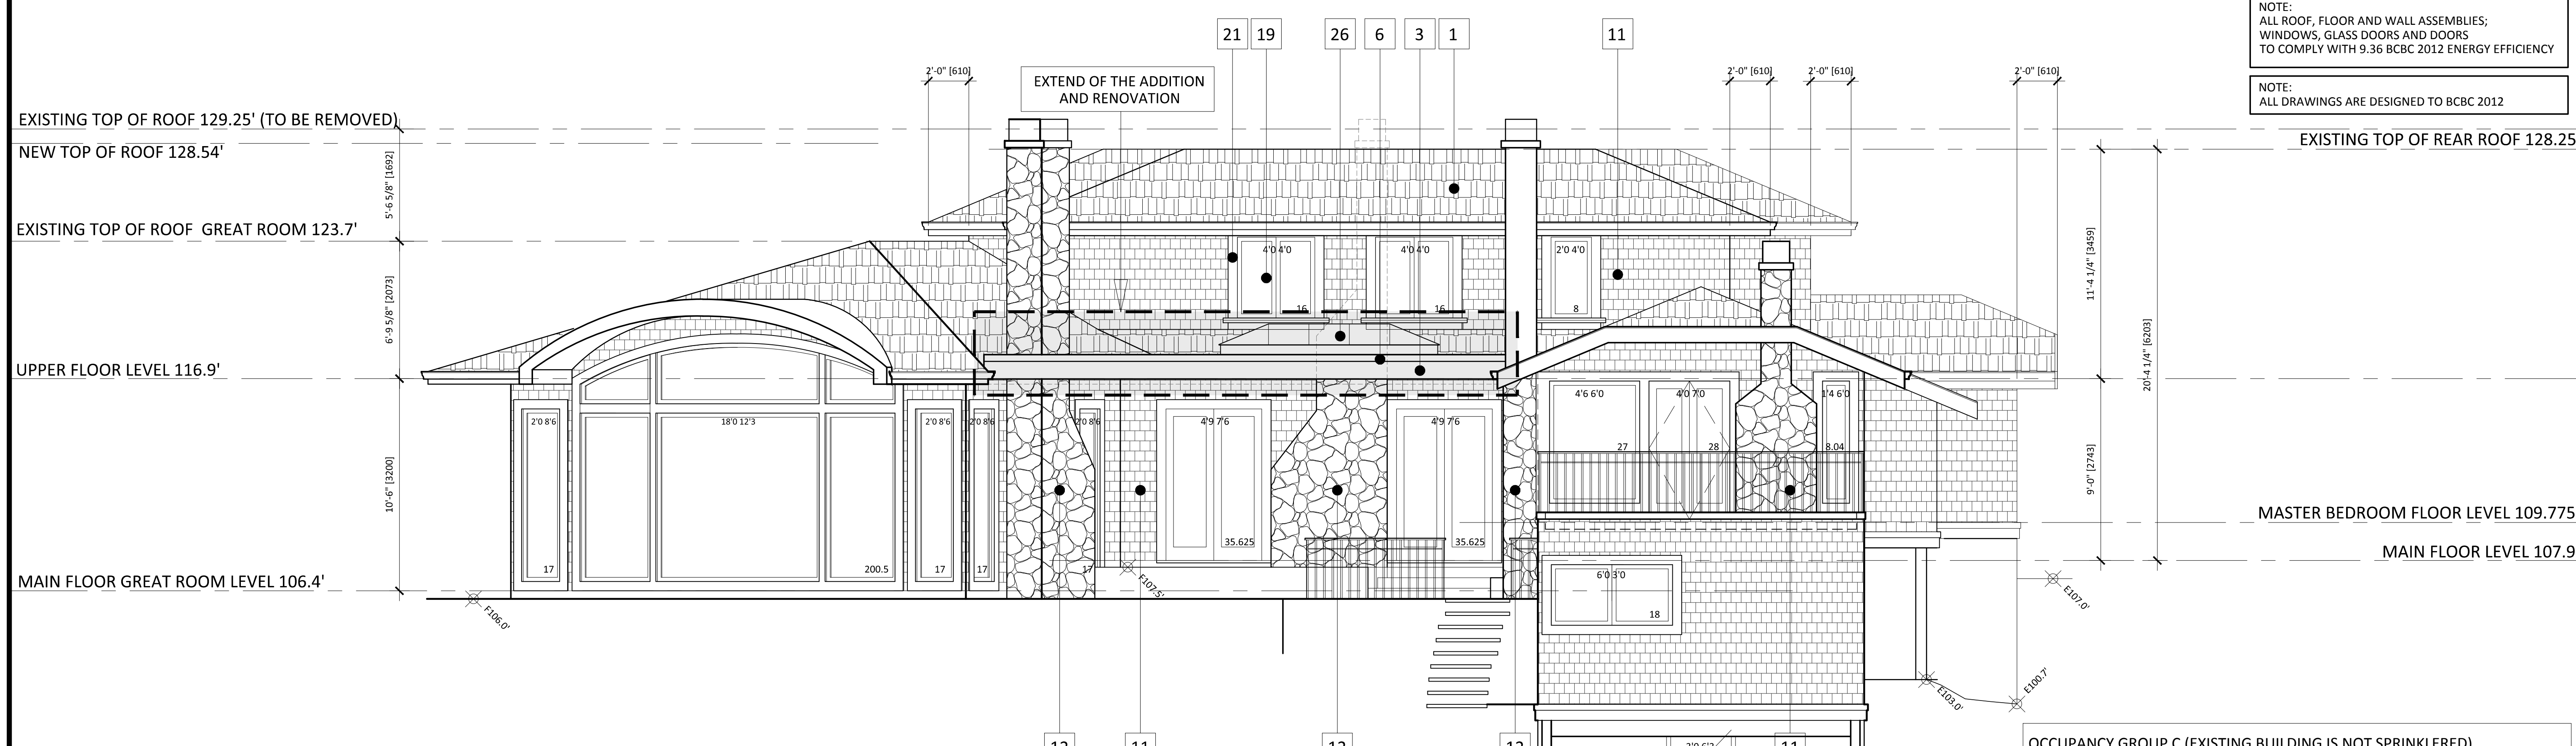 NOTE:
ALL ROOF, FLOOR AND WALL ASSEMBLIES;
WINDOWS, GLASS DOORS AND DOORS
TO COMPLY WITH 9.36 BCBC 2012 ENERGY EFFICIENCY
NOTE:
ALL DRAWINGS ARE DESIGNED TO BCBC 2012
21 19 26 6 3 1 11
2'-0" [610] 2'-0" [610] 2'-0" [610] 2'-0" [610]
EXTEND OF THE ADDITION
AND RENOVATION
EXISTING TOP OF ROOF 129.25' (TO BE REMOVED)
NEW TOP OF ROOF 128.54'
EXISTING TOP OF REAR ROOF 128.25
5'-6 5/8" [1692]
EXISTING TOP OF ROOF GREAT ROOM 123.7'
6'-9 5/8" [2073]
11'-4 1/4" [3459]
20'-4 1/4" [6203]
4'0 4'0 4'0 4'0 2'0 4'0
16 16 8
UPPER FLOOR LEVEL 116.9'
4'6 6'0 4'0 7'0 1'4 6'0
2'0 8'6 18'0 12'3 2'0 8'6 2'0 8'6 2'0 8'6 4'9 7'6 4'9 7'6
27 28 8.04
10'-6" [3200]
9'-0" [2743]
MASTER BEDROOM FLOOR LEVEL 109.775
35.625 35.625
MAIN FLOOR LEVEL 107.9
17 200.5 17 17 17
6'0 3'0
MAIN FLOOR GREAT ROOM LEVEL 106.4'
F107.5'
F106.0'
E107.0'
18
E103.0'
E100.7'
12 11 12 12 11
2'9 6'2
OCCUPANCY GROUP C (EXISTING BUILDING IS NOT SPRINKLERED)